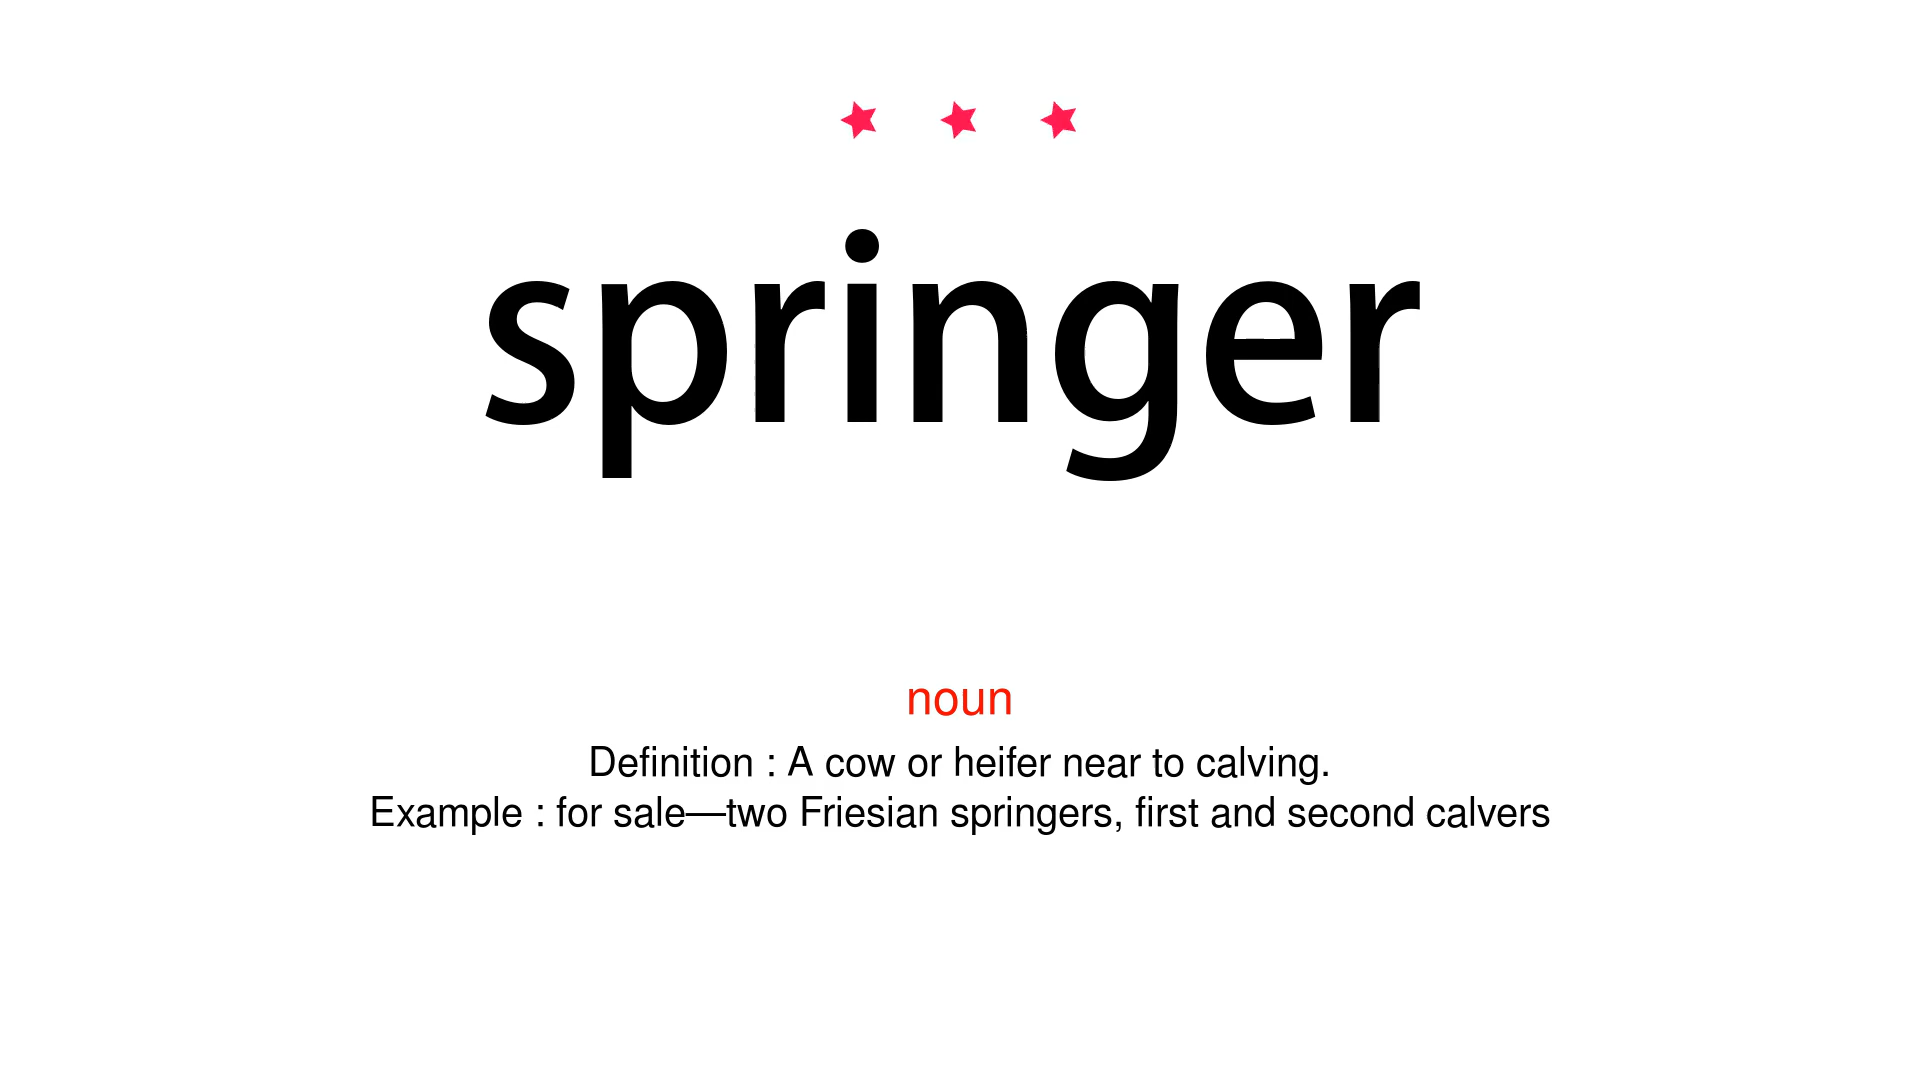 springer
noun
Definition : A cow or heifer near to calving.
Example : for sale—two Friesian springers, first and second calvers